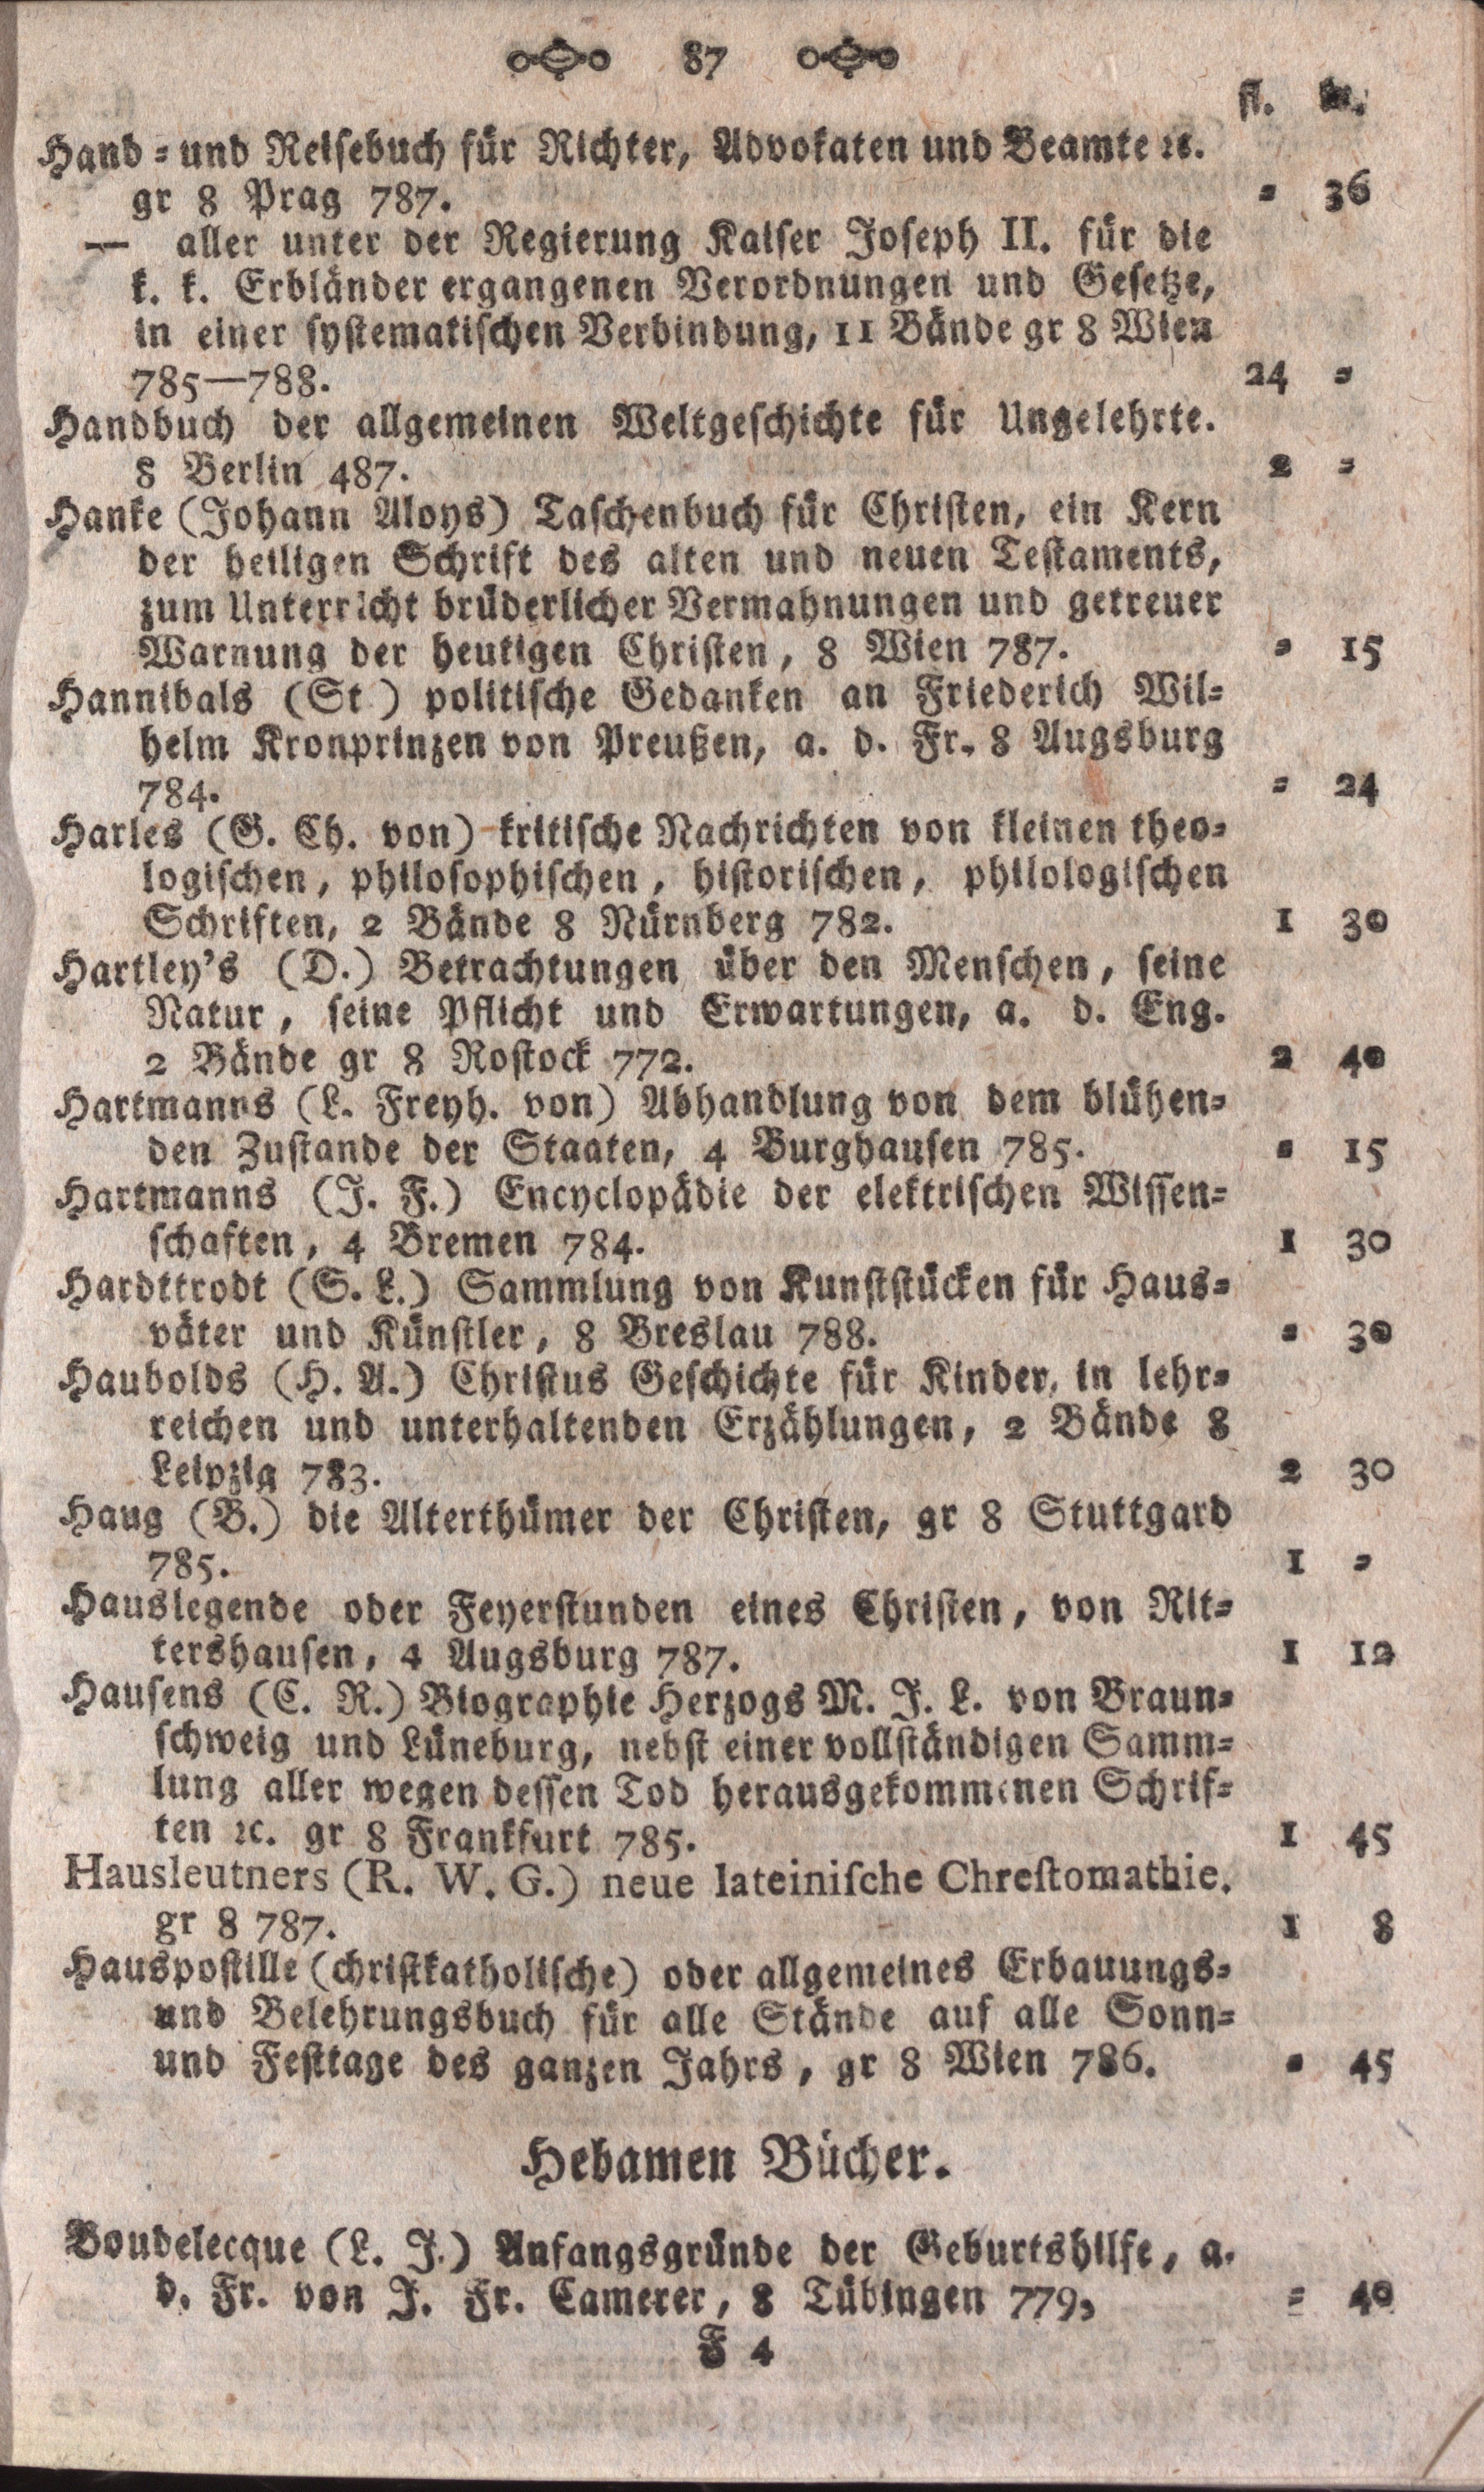 87
fl. kr.
Hand = und Reisebuch für Richter, Advokaten und Beamte ꝛc.
gr 8 Prag 787. = 36
— aller unter der Regierung Kaiser Joseph II. für die
k. k. Erbländer ergangenen Verordnungen und Gesetze,
in einer systematischen Verbindung, 11 Bände gr 8 Wien
785—788. 24 =
Handbuch der allgemeinen Weltgeschichte für Ungelehrte.
8 Berlin 487. 2 =
Hanke (Johann Aloys) Taschenbuch für Christen, ein Kern
der heiligen Schrift des alten und neuen Testaments,
zum Unterricht brüderlicher Vermahnungen und getreuer
Warnung der heutigen Christen, 8 Wien 787. = 15
Hannibals (St ) politische Gedanken an Friederich Wil=
helm Kronprinzen von Preußen, a. d. Fr. 8 Augsburg
784. = 24
Harles (G. Ch. von) kritische Nachrichten von kleinen theo=
logischen, philosophischen, historischen, philologischen
Schriften, 2 Bände 8 Nürnberg 782. 1 30
Hartley's (D.) Betrachtungen über den Menschen, seine
Natur, seine Pflicht und Erwartungen, a. d. Eng.
2 Bände gr 8 Rostock 772. 2 40
Hartmanns (L. Freyh. von) Abhandlung von dem blühen=
den Zustande der Staaten, 4 Burghausen 785. = 15
Hartmanns (J. F.) Encyclopädie der elektrischen Wissen=
schaften, 4 Bremen 784. 1 30
Hardttrodt (S. L.) Sammlung von Kunststücken für Haus=
väter und Künstler, 8 Breslau 788. = 30
Haubolds (H. A.) Christus Geschichte für Kinder, in lehr=
reichen und unterhaltenden Erzählungen, 2 Bände 8
Leipzig 783. 2 30
Haug (B.) die Alterthümer der Christen, gr 8 Stuttgard
785. 1 =
Hauslegende oder Feyerstunden eines Christen, von Rit=
tershausen, 4 Augsburg 787. 1 12
Hausens (C. R.) Biographie Herzogs M. J. L. von Braun=
schweig und Lüneburg, nebst einer vollständigen Samm=
lung aller wegen dessen Tod herausgekommenen Schrif=
ten ꝛc. gr 8 Frankfurt 785. 1 45
Hausleutners (R. W. G.) neue lateinische Chrestomathie.
gr 8 787. 1 8
Hauspostille (christkatholische) oder allgemeines Erbauungs=
und Belehrungsbuch für alle Stände auf alle Sonn=
und Festtage des ganzen Jahrs, gr 8 Wien 786. = 45
Hebamen Bücher.
Boudelecque (L. J.) Anfangsgründe der Geburtshilfe, a.
d. Fr. von J. Fr. Camerer, 8 Tübingen 779, = 40
F 4